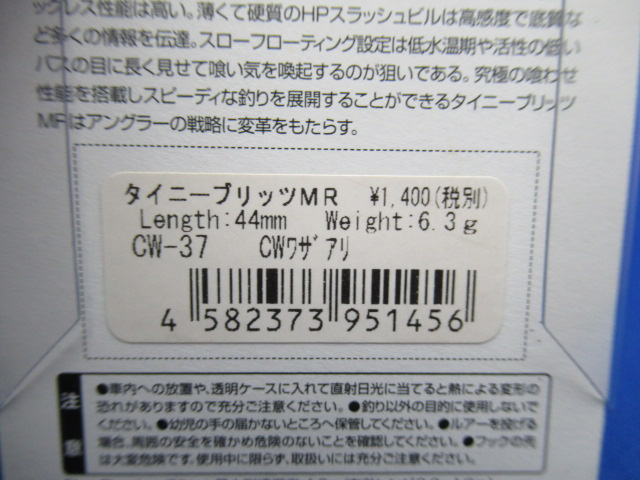 ックレス性能は高い。薄くて硬質のHPスラッシュビルは高感度で底質な
ど多くの情報を伝達。スローフローティング設定は低水温期や活性の低い
バスの目に長く見せて喰い気を喚起するのが狙いである。究極の喰わせ
性能を搭載しスピーディな釣りを展開することができるタイニーブリッツ
MRはアングラーの戦略に変革をもたらす。
タイニーブリッツMR ¥1,400(税別)
Length:44mm Weight:6.3g
CW-37 CWワザアリ
4 582373 951456
注意
●車内への放置や、透明ケースに入れて直射日光に当てると熱による変形の
恐れがありますので充分ご注意ください。●釣り以外の目的に使用しないで
ください。●幼児の手の届かないところへ保管してください。●ルアーを投げる
場合、周囲の安全を確かめ危険のないことを確認してください。●フックの先
は大変危険です。使用中に限らず、取扱いには充分ご注意ください。